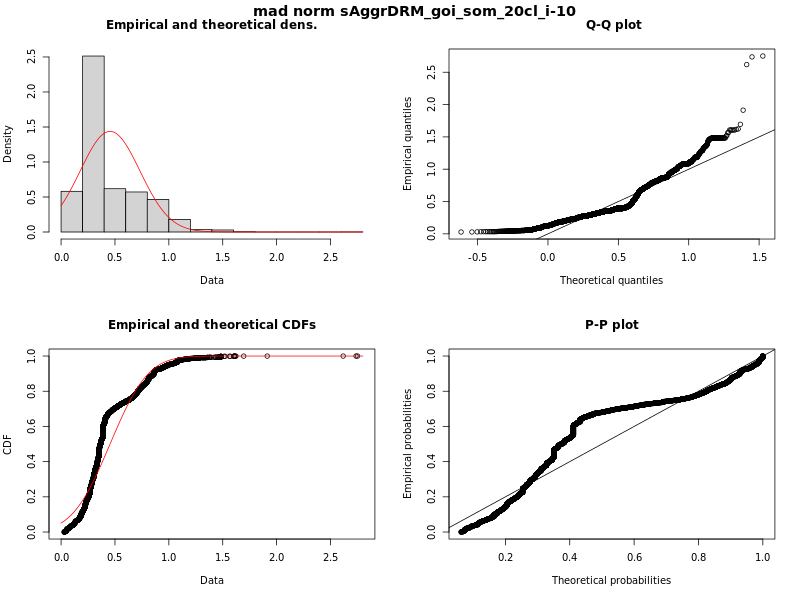 mad norm sAggrDRM_goi_som_20cl_i-10
Empirical and theoretical dens.
Density
0.0 0.5 1.0 1.5 2.0 2.5
0.0 0.5 1.0 1.5 2.0 2.5
Data
Q-Q plot
Empirical quantiles
0.0 0.5 1.0 1.5 2.0 2.5
-0.5 0.0 0.5 1.0 1.5
Theoretical quantiles
Empirical and theoretical CDFs
CDF
0.0 0.2 0.4 0.6 0.8 1.0
0.0 0.5 1.0 1.5 2.0 2.5
Data
P-P plot
Empirical probabilities
0.0 0.2 0.4 0.6 0.8 1.0
0.2 0.4 0.6 0.8 1.0
Theoretical probabilities